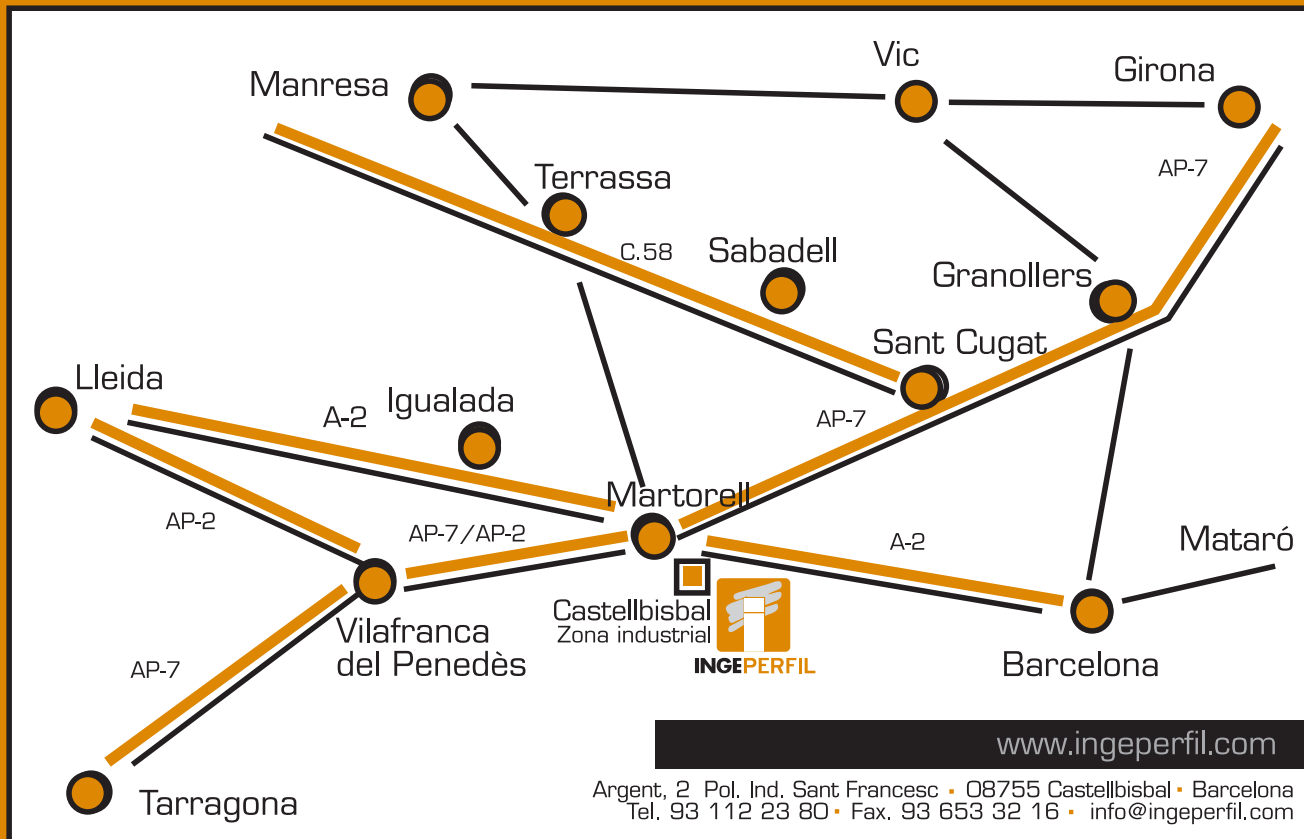 Vic
Girona
Manresa
AP-7
Terrassa
C.58
Sabadell
Granollers
Sant Cugat
Lleida
Igualada
A-2
AP-7
Martorell
AP-2
AP-7/AP-2
A-2
Mataró
Castellbisbal
Zona industrial
INGEPERFIL
Vilafranca
del Penedès
AP-7
Barcelona
Tarragona
www.ingeperfil.com
Argent, 2 Pol. Ind. Sant Francesc ▪ 08755 Castellbisbal ▪ Barcelona
Tel. 93 112 23 80 ▪ Fax. 93 653 32 16 ▪ info@ingeperfil.com